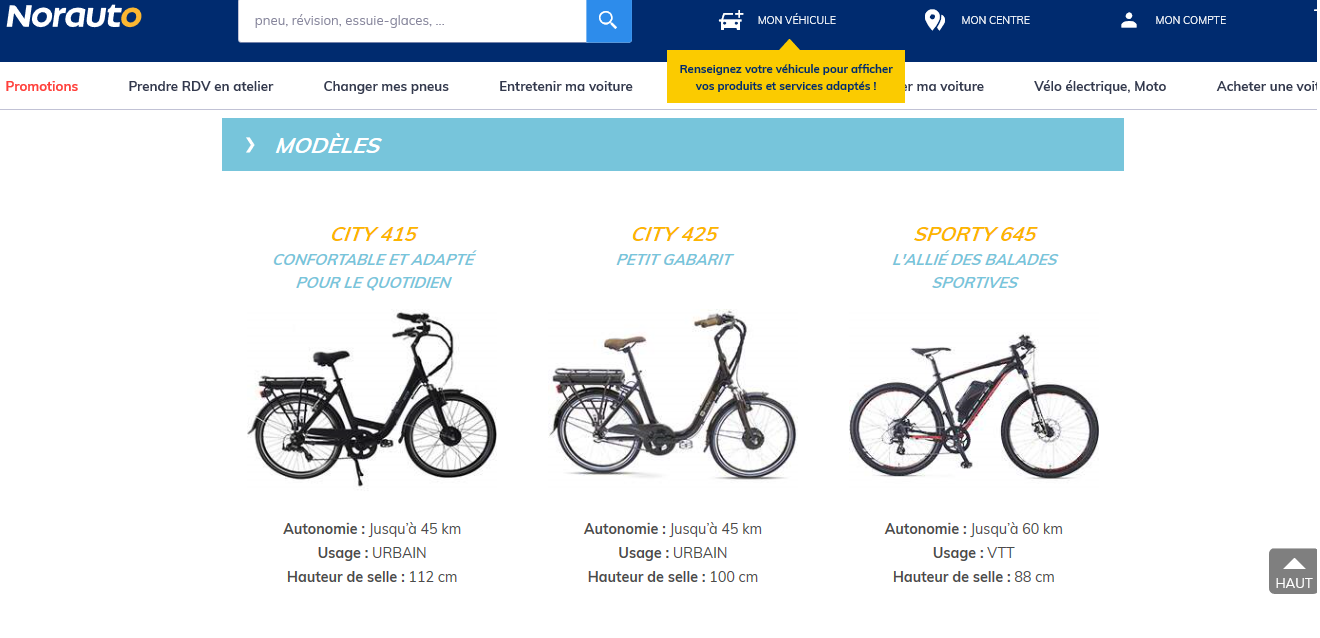 Norauto
pneu, révision, essuie-glaces, ...
MON VÉHICULE
MON CENTRE
MON COMPTE
Renseignez votre véhicule pour afficher
vos produits et services adaptés !
Promotions
Prendre RDV en atelier
Changer mes pneus
Entretenir ma voiture
er ma voiture
Vélo électrique, Moto
Acheter une voit
❯ MODÈLES
CITY 415
CONFORTABLE ET ADAPTÉ
POUR LE QUOTIDIEN
Autonomie : Jusqu'à 45 km
Usage : URBAIN
Hauteur de selle : 112 cm
CITY 425
PETIT GABARIT
Autonomie : Jusqu'à 45 km
Usage : URBAIN
Hauteur de selle : 100 cm
SPORTY 645
L'ALLIÉ DES BALADES
SPORTIVES
Autonomie : Jusqu'à 60 km
Usage : VTT
Hauteur de selle : 88 cm
HAUT